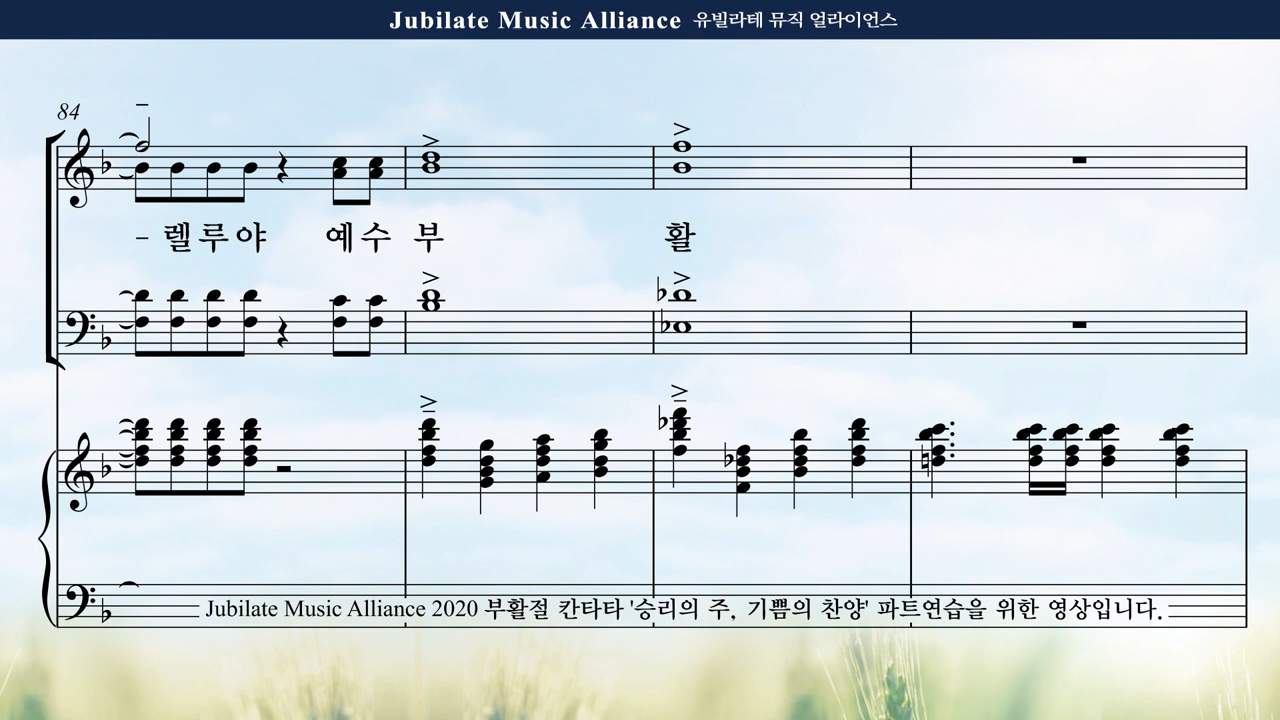 Jubilate Music Alliance 유빌라테 뮤직 얼라이언스
84
- 렐루야 예수 부 활
Jubilate Music Alliance 2020 부활절 칸타타 '승리의 주, 기쁨의 찬양' 파트연습을 위한 영상입니다.